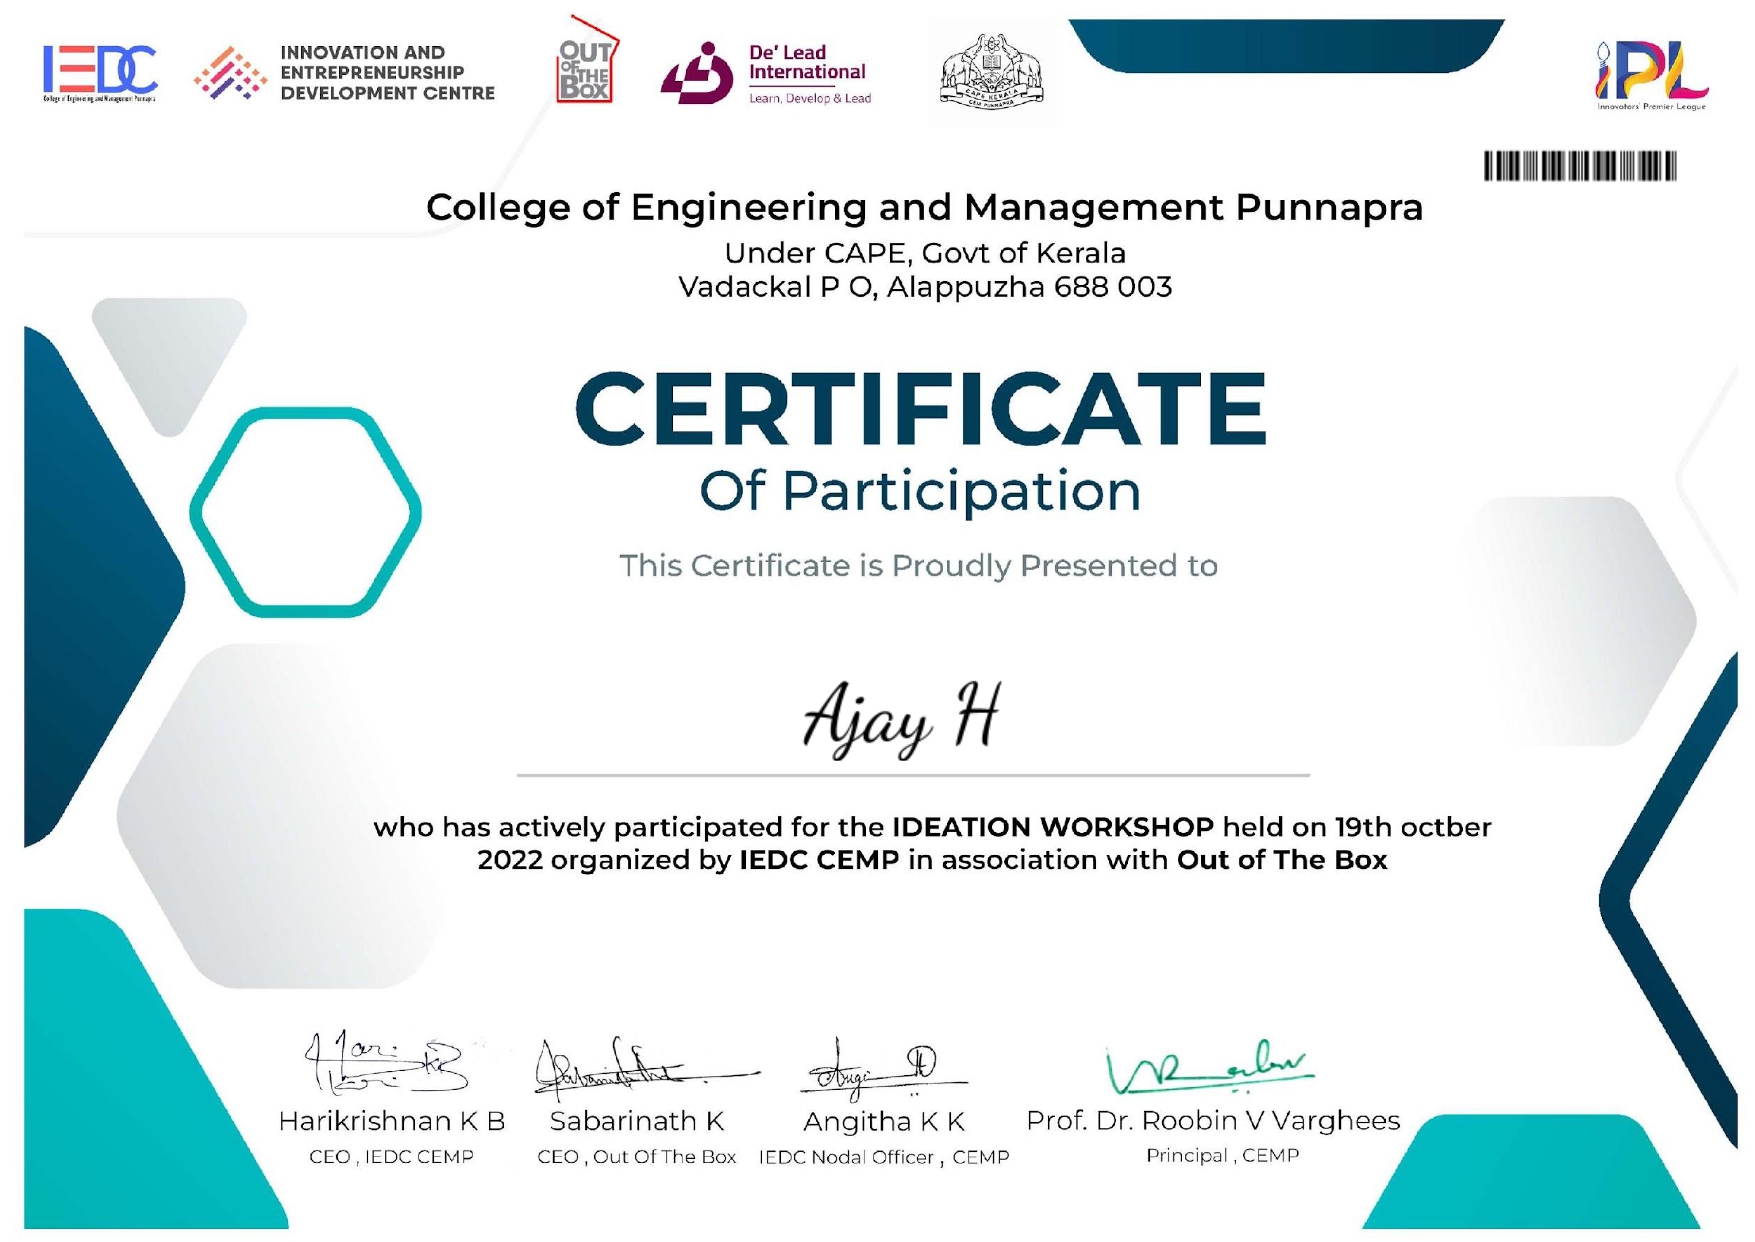 IEDC
College of Engineering and Management Punnapra
INNOVATION AND
ENTREPRENEURSHIP
DEVELOPMENT CENTRE
OUT
OF
THE
BOX
De' Lead
International
Learn, Develop & Lead
CAPE KERALA
CEM PUNNAPRA
IPL
Innovators' Premier League
College of Engineering and Management Punnapra
Under CAPE, Govt of Kerala
Vadackal P O, Alappuzha 688 003
CERTIFICATE
Of Participation
This Certificate is Proudly Presented to
Ajay H
who has actively participated for the IDEATION WORKSHOP held on 19th octber
2022 organized by IEDC CEMP in association with Out of The Box
Harikrishnan K B
CEO , IEDC CEMP
Sabarinath K
CEO , Out Of The Box
Angitha K K
IEDC Nodal Officer , CEMP
Prof. Dr. Roobin V Varghees
Principal , CEMP